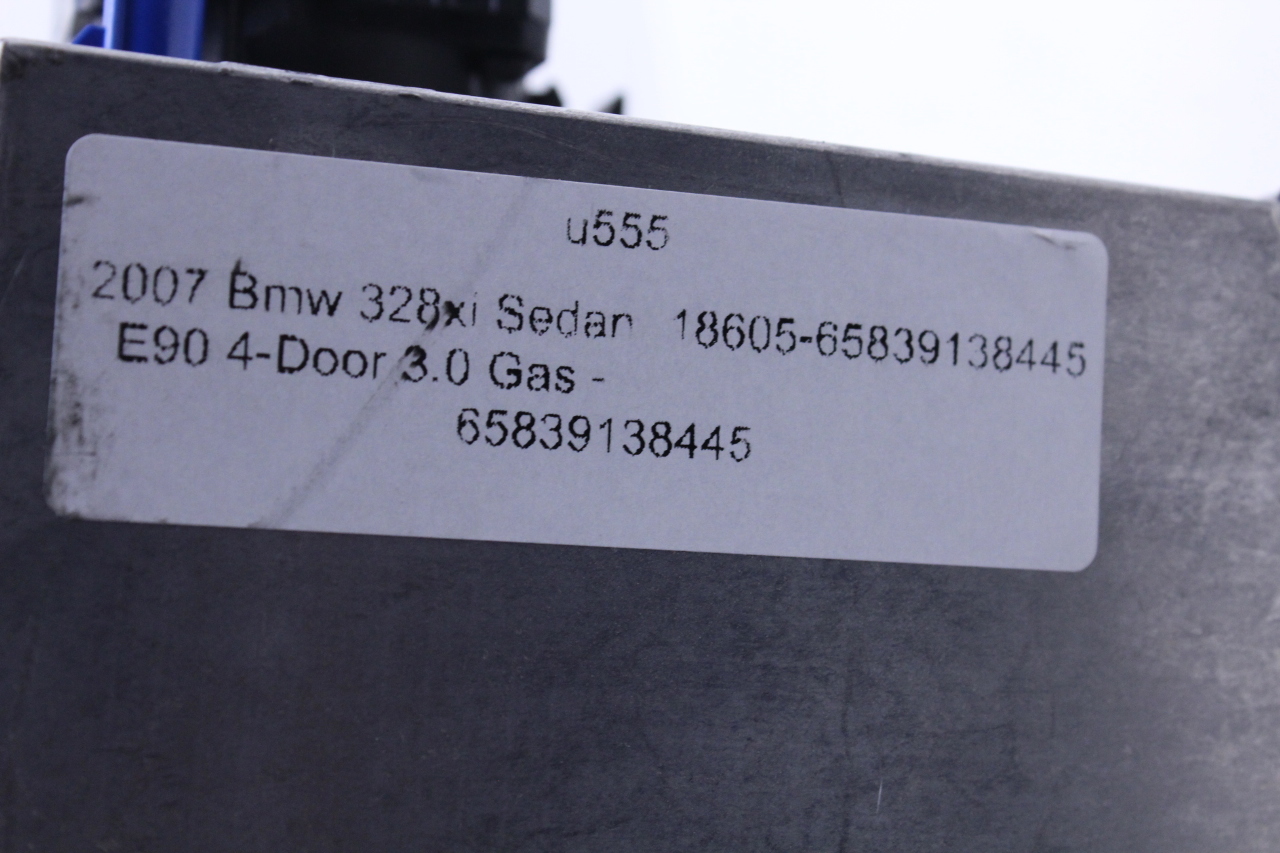 u555
2007 Bmw 328xi Sedan 18605-65839138445
E90 4-Door 3.0 Gas -
65839138445